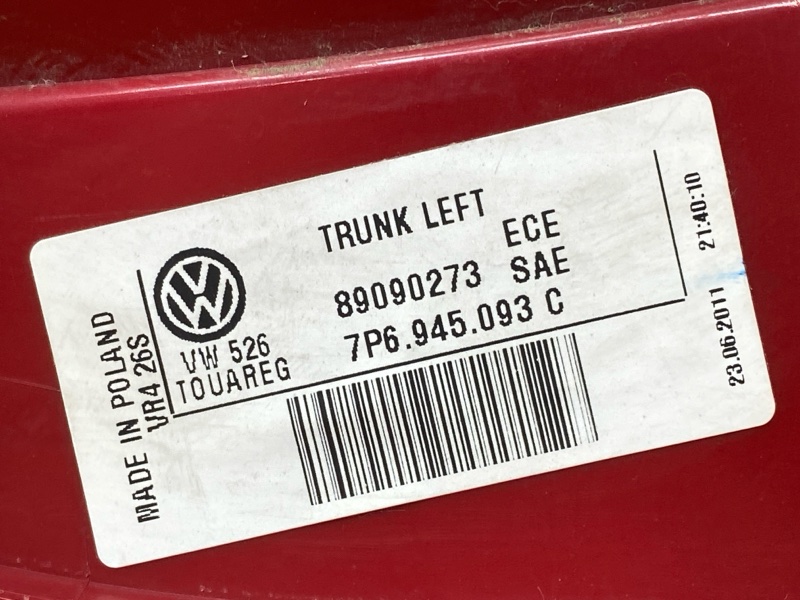 TRUNK LEFT
ECE
89090273 SAE
7P6.945.093 C
VW 526
TOUAREG
MADE IN POLAND
VR4 26S
23.06.2011 21:40:10